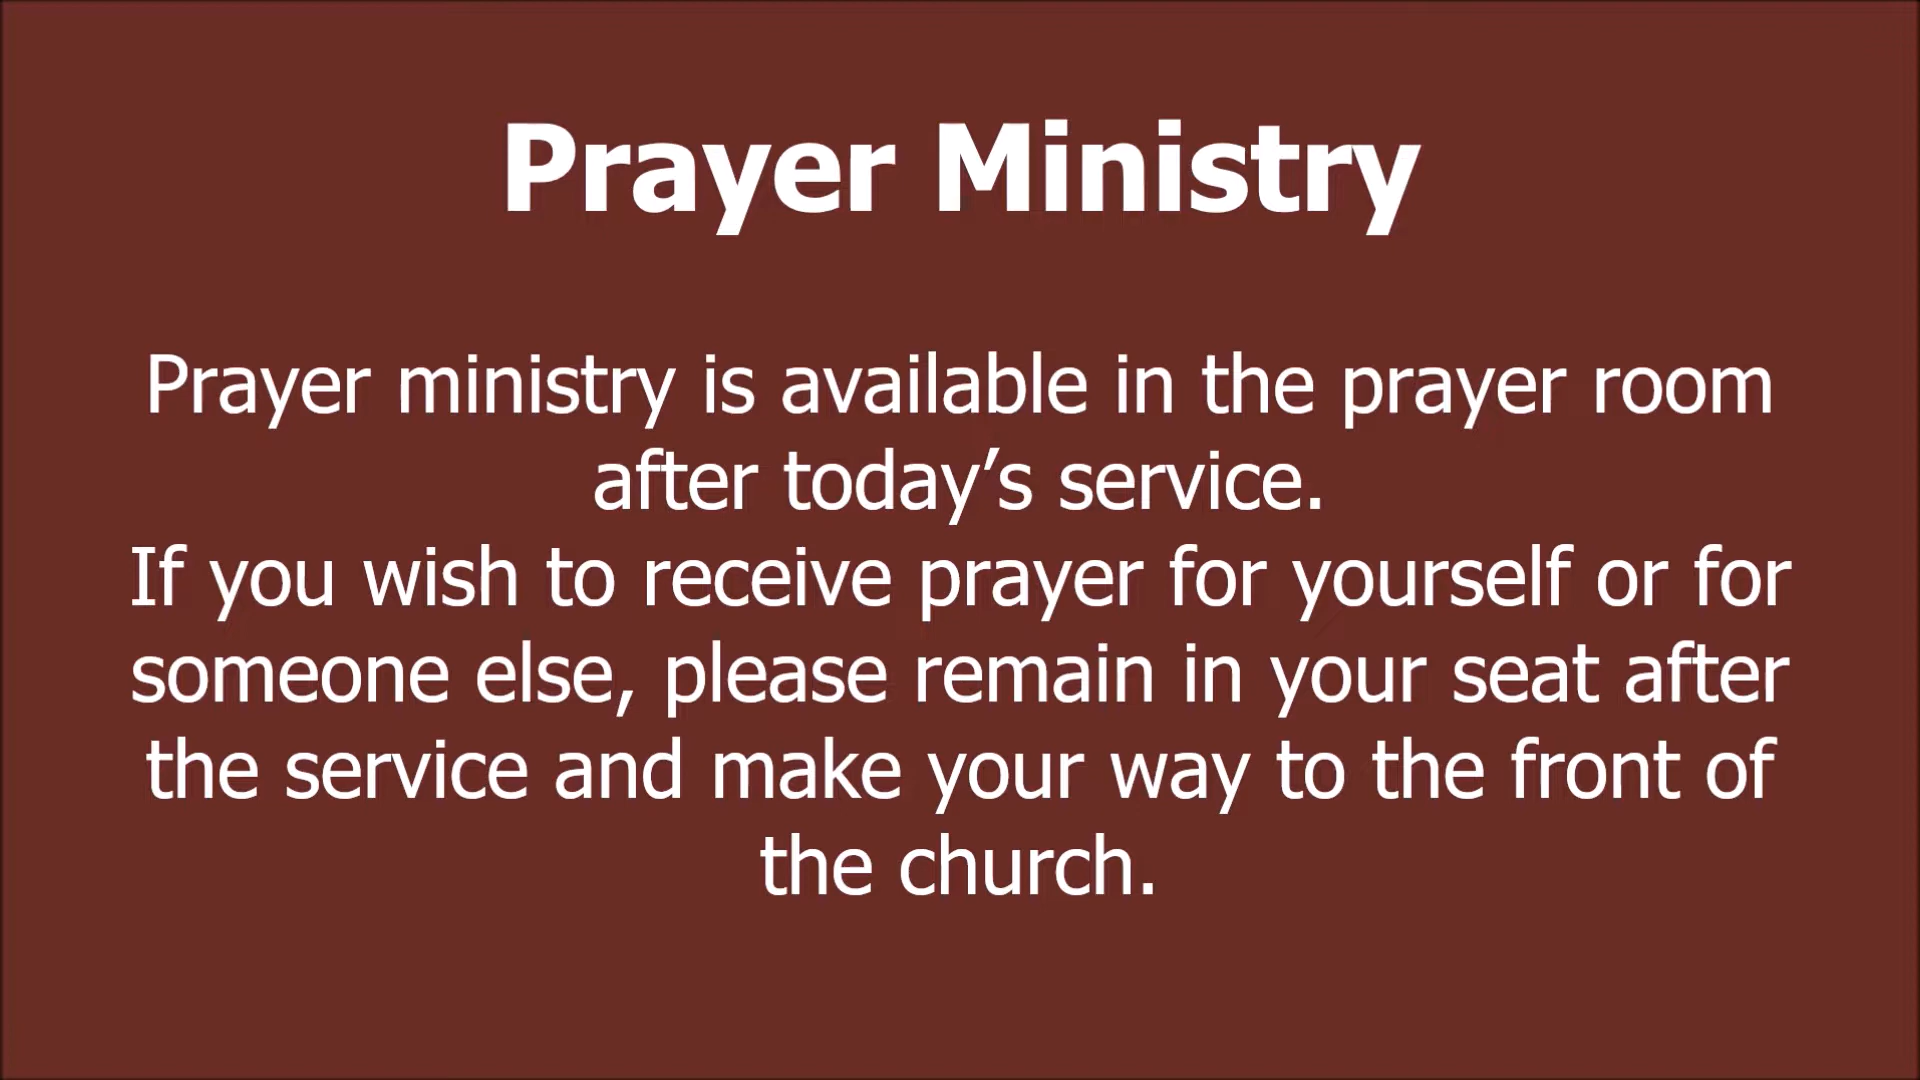 Prayer Ministry
Prayer ministry is available in the prayer room
after today’s service.
If you wish to receive prayer for yourself or for
someone else, please remain in your seat after
the service and make your way to the front of
the church.